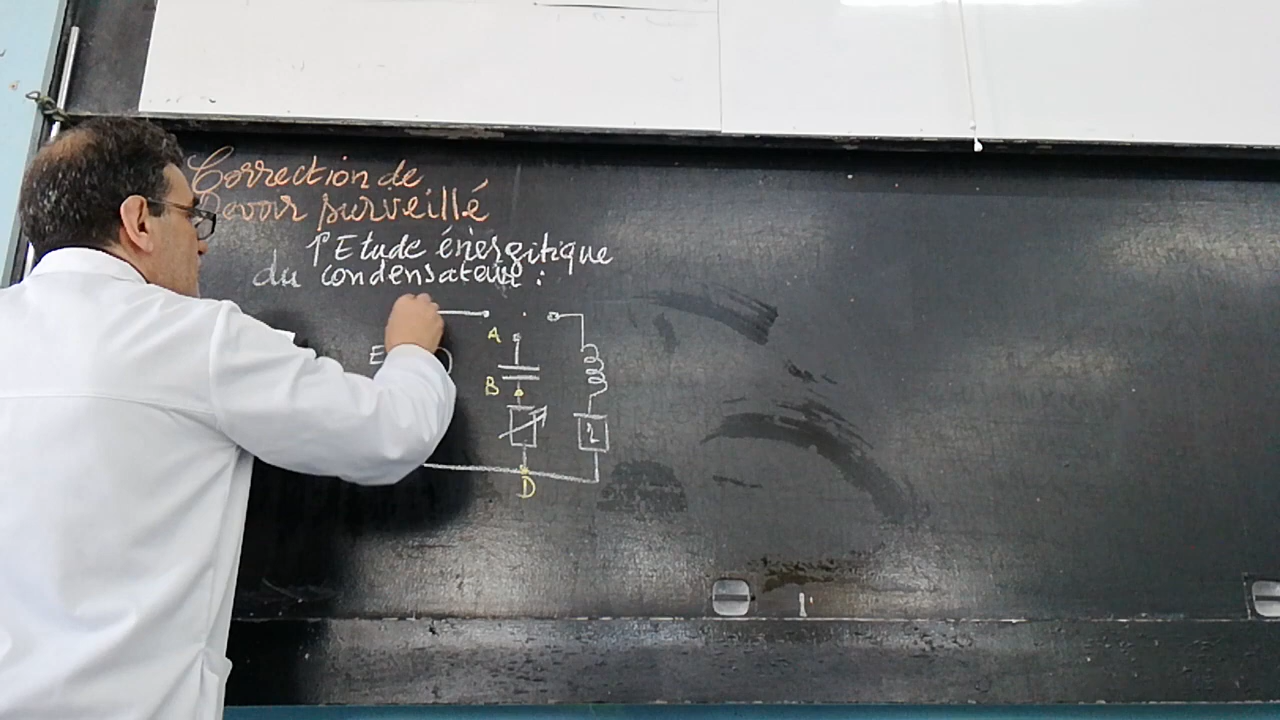 Correction de
Devoir surveillé
1° Etude énergitique
du condensateur :
A
E
B
D